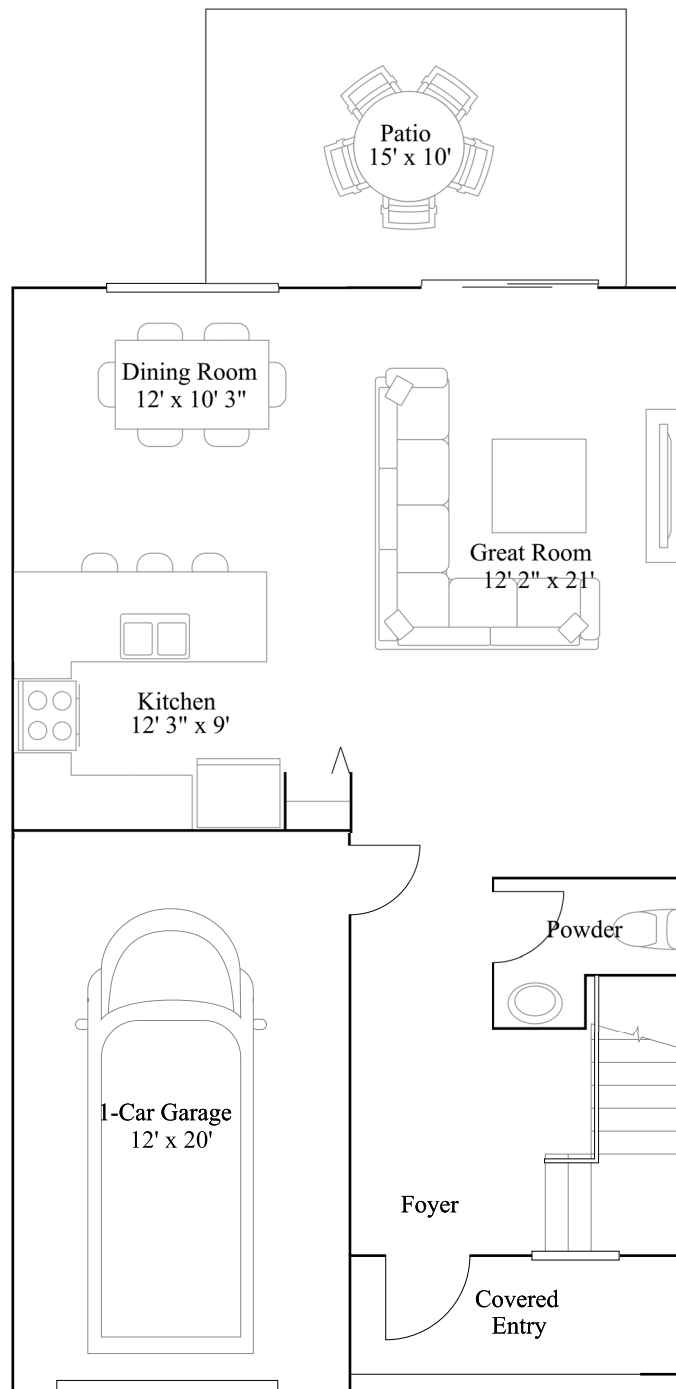 Patio
15' x 10'
Dining Room
12' x 10' 3"
Great Room
12' 2" x 21'
Kitchen
12' 3" x 9'
Powder
1-Car Garage
12' x 20'
Foyer
Covered
Entry